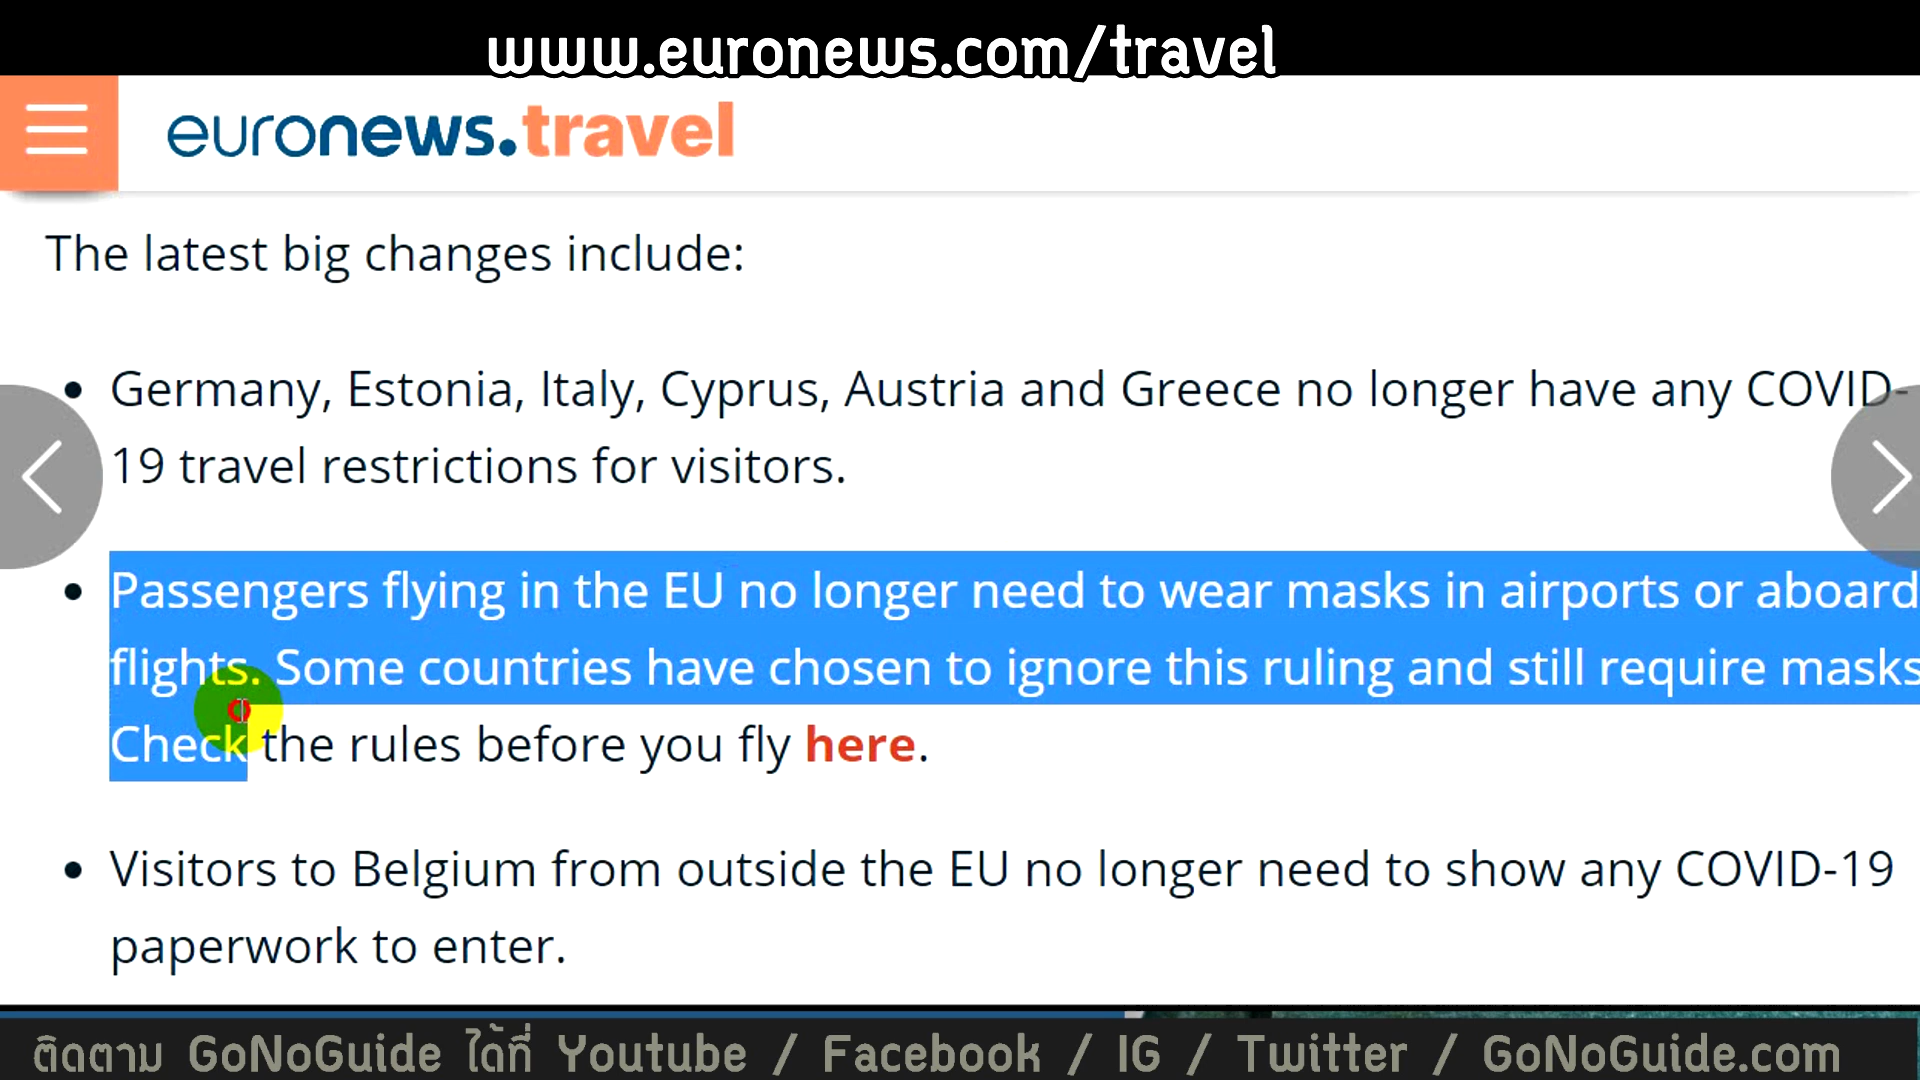 www.euronews.com/travel
euronews.travel
The latest big changes include:
• Germany, Estonia, Italy, Cyprus, Austria and Greece no longer have any COVID-
19 travel restrictions for visitors.
• Passengers flying in the EU no longer need to wear masks in airports or aboard
flights. Some countries have chosen to ignore this ruling and still require masks
Check the rules before you fly here.
• Visitors to Belgium from outside the EU no longer need to show any COVID-19
paperwork to enter.
ติดตาม GoNoGuide ได้ที่ Youtube / Facebook / IG / Twitter / GoNoGuide.com